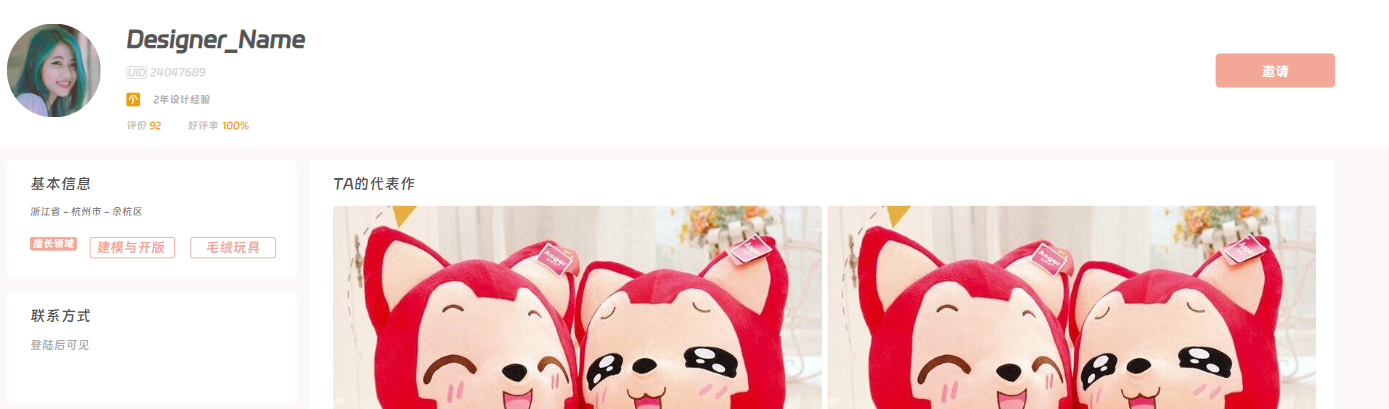 Designer_Name
UID 24047689
2年设计经验
评价 92 好评率 100%
邀请
基本信息
浙江省 - 杭州市 - 余杭区
擅长领域 建模与开版 毛绒玩具
联系方式
登陆后可见
TA的代表作
Aoger
Aoger